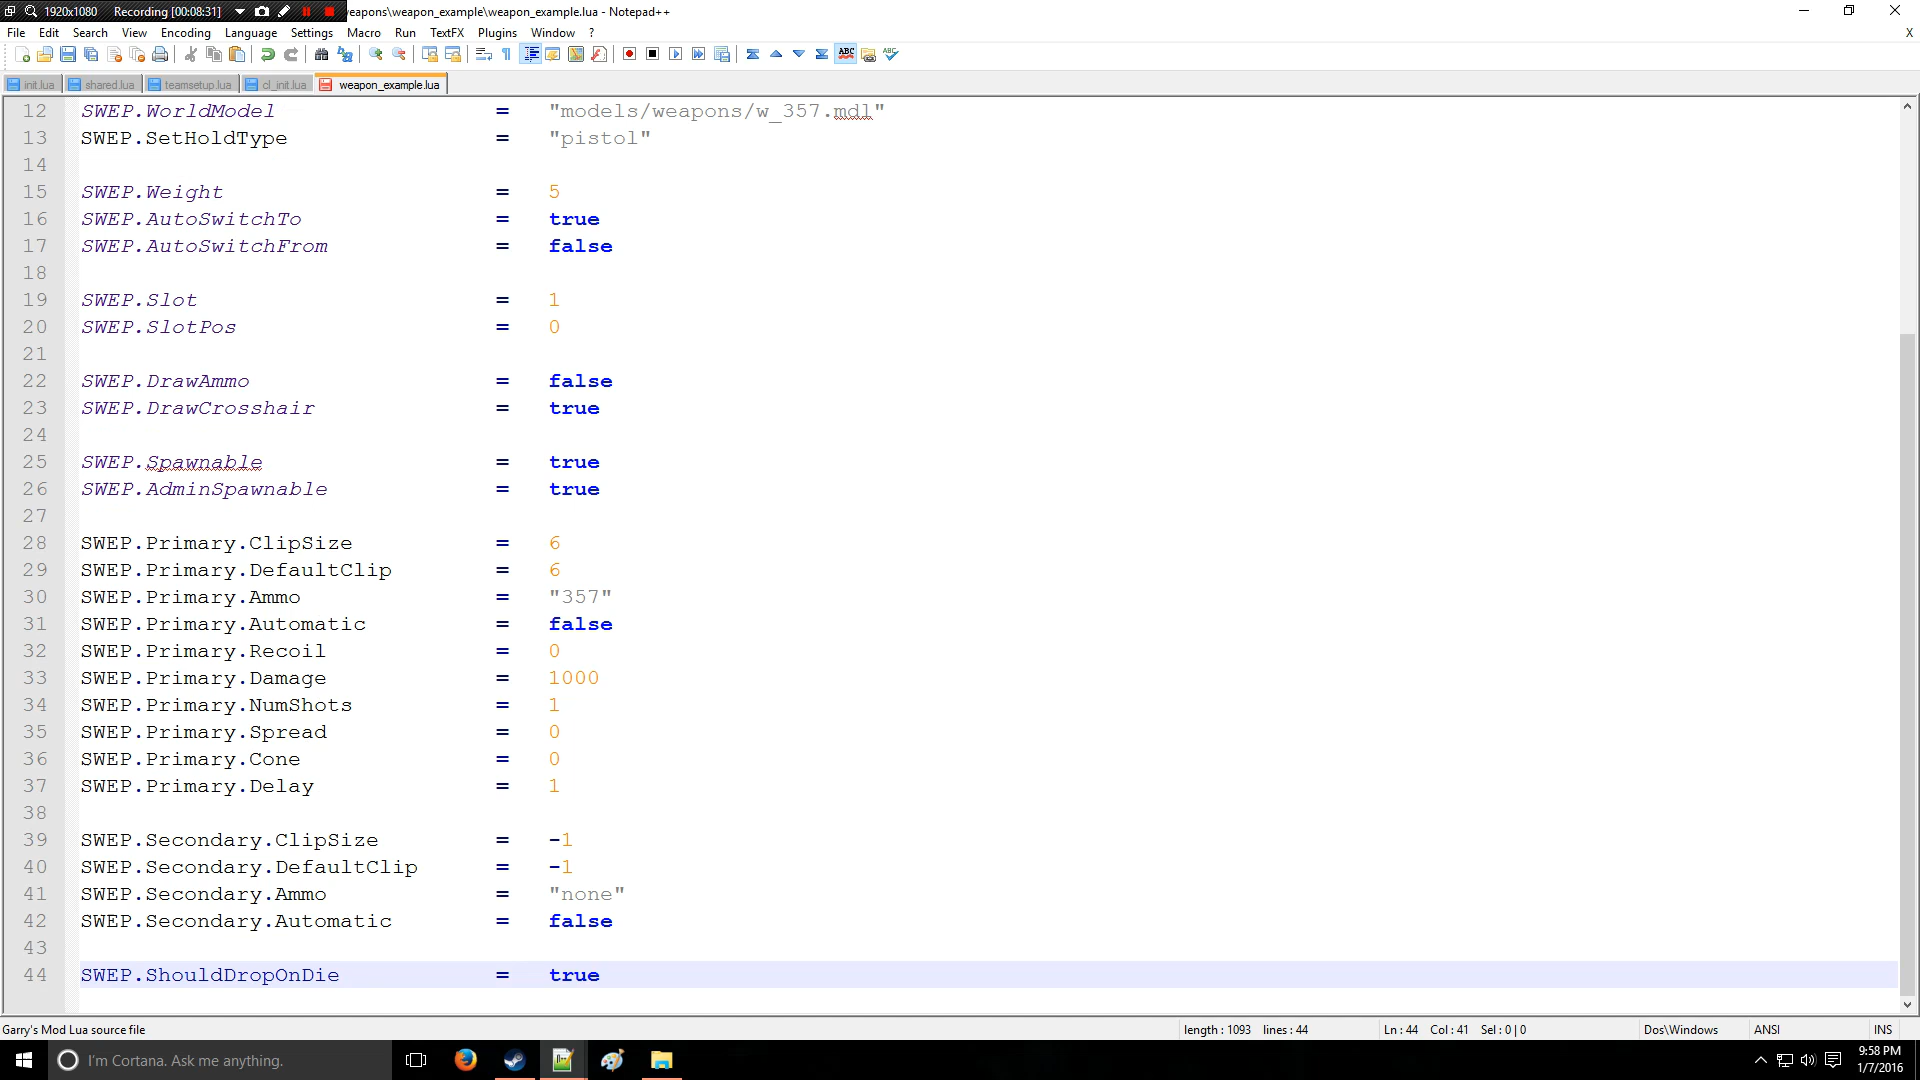 1920x1080 Recording [00:08:31] veapons\weapon_example\weapon_example.lua - Notepad++
File Edit Search View Encoding Language Settings Macro Run TextFX Plugins Window ? X
init.lua shared.lua teamsetup.lua cl_init.lua weapon_example.lua
12 SWEP.WorldModel = "models/weapons/w_357.mdl"
13 SWEP.SetHoldType = "pistol"
14
15 SWEP.Weight = 5
16 SWEP.AutoSwitchTo = true
17 SWEP.AutoSwitchFrom = false
18
19 SWEP.Slot = 1
20 SWEP.SlotPos = 0
21
22 SWEP.DrawAmmo = false
23 SWEP.DrawCrosshair = true
24
25 SWEP.Spawnable = true
26 SWEP.AdminSpawnable = true
27
28 SWEP.Primary.ClipSize = 6
29 SWEP.Primary.DefaultClip = 6
30 SWEP.Primary.Ammo = "357"
31 SWEP.Primary.Automatic = false
32 SWEP.Primary.Recoil = 0
33 SWEP.Primary.Damage = 1000
34 SWEP.Primary.NumShots = 1
35 SWEP.Primary.Spread = 0
36 SWEP.Primary.Cone = 0
37 SWEP.Primary.Delay = 1
38
39 SWEP.Secondary.ClipSize = -1
40 SWEP.Secondary.DefaultClip = -1
41 SWEP.Secondary.Ammo = "none"
42 SWEP.Secondary.Automatic = false
43
44 SWEP.ShouldDropOnDie = true
Garry's Mod Lua source file length : 1093 lines : 44 Ln : 44 Col : 41 Sel : 0 | 0 Dos\Windows ANSI INS
I'm Cortana. Ask me anything. 9:58 PM
1/7/2016